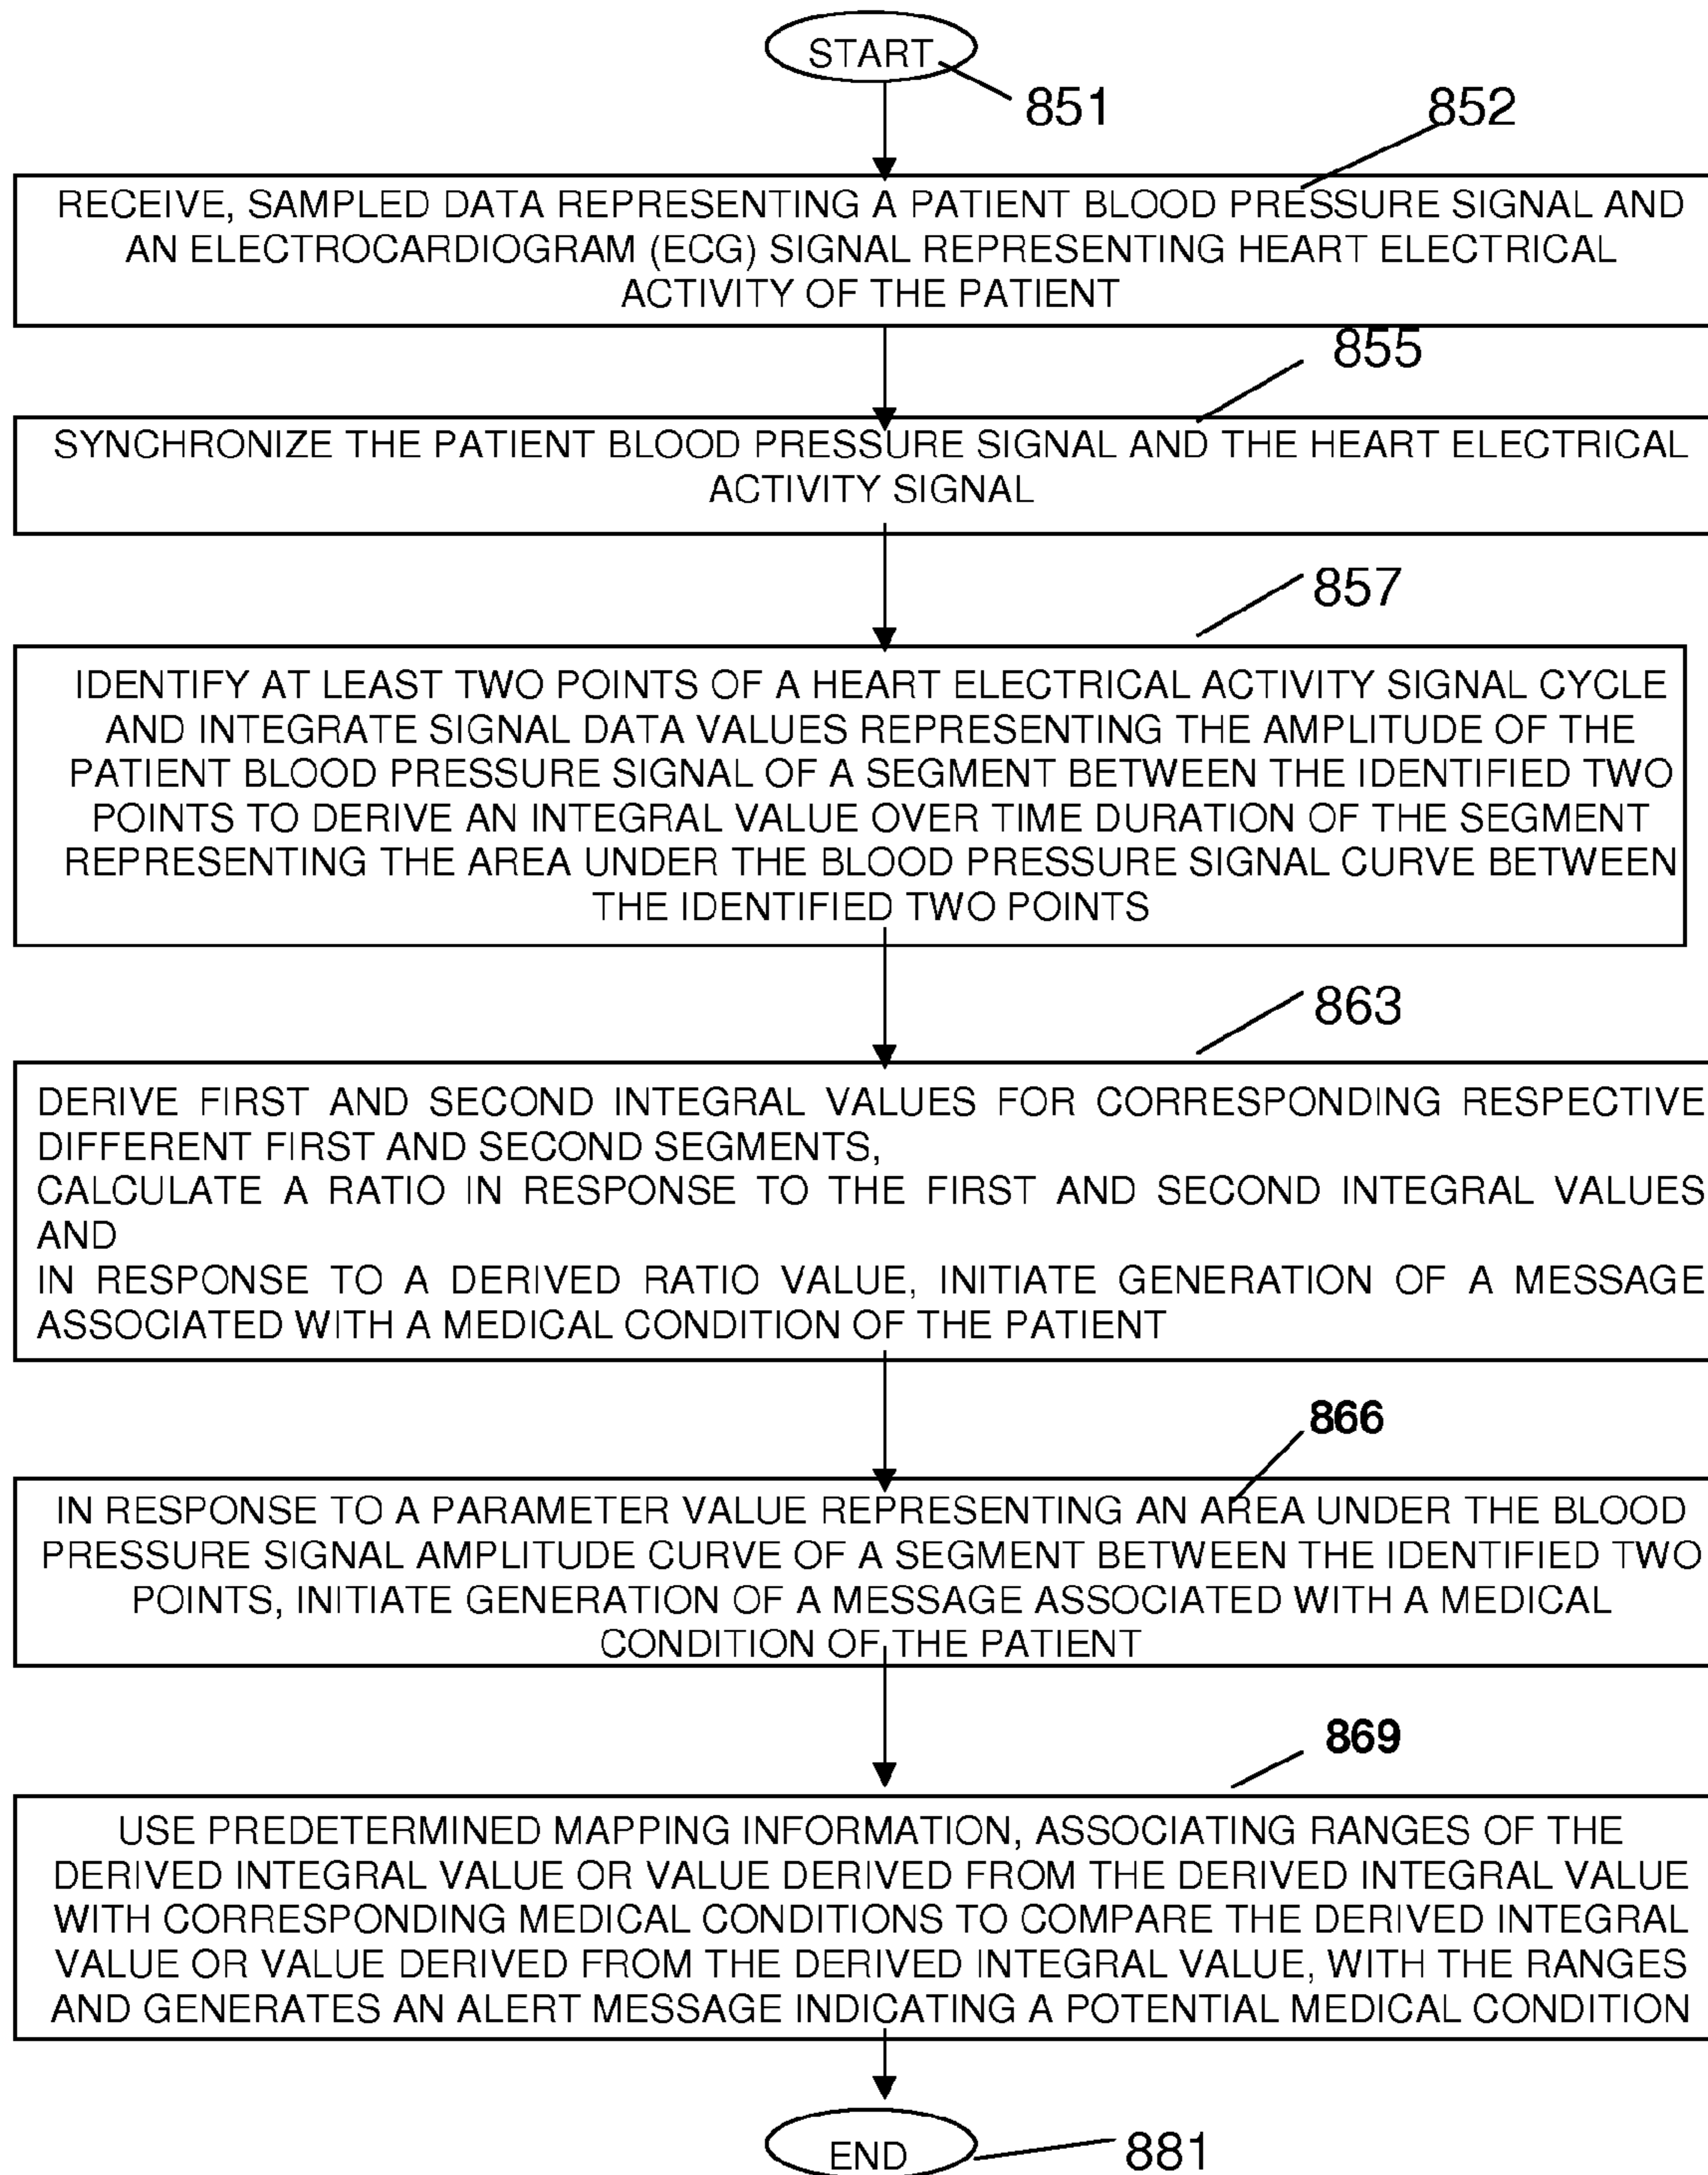 START
851
852
RECEIVE, SAMPLED DATA REPRESENTING A PATIENT BLOOD PRESSURE SIGNAL AND
AN ELECTROCARDIOGRAM (ECG) SIGNAL REPRESENTING HEART ELECTRICAL
ACTIVITY OF THE PATIENT
855
SYNCHRONIZE THE PATIENT BLOOD PRESSURE SIGNAL AND THE HEART ELECTRICAL
ACTIVITY SIGNAL
857
IDENTIFY AT LEAST TWO POINTS OF A HEART ELECTRICAL ACTIVITY SIGNAL CYCLE
AND INTEGRATE SIGNAL DATA VALUES REPRESENTING THE AMPLITUDE OF THE
PATIENT BLOOD PRESSURE SIGNAL OF A SEGMENT BETWEEN THE IDENTIFIED TWO
POINTS TO DERIVE AN INTEGRAL VALUE OVER TIME DURATION OF THE SEGMENT
REPRESENTING THE AREA UNDER THE BLOOD PRESSURE SIGNAL CURVE BETWEEN
THE IDENTIFIED TWO POINTS
863
DERIVE FIRST AND SECOND INTEGRAL VALUES FOR CORRESPONDING RESPECTIVE
DIFFERENT FIRST AND SECOND SEGMENTS,
CALCULATE A RATIO IN RESPONSE TO THE FIRST AND SECOND INTEGRAL VALUES
AND
IN RESPONSE TO A DERIVED RATIO VALUE, INITIATE GENERATION OF A MESSAGE
ASSOCIATED WITH A MEDICAL CONDITION OF THE PATIENT
866
IN RESPONSE TO A PARAMETER VALUE REPRESENTING AN AREA UNDER THE BLOOD
PRESSURE SIGNAL AMPLITUDE CURVE OF A SEGMENT BETWEEN THE IDENTIFIED TWO
POINTS, INITIATE GENERATION OF A MESSAGE ASSOCIATED WITH A MEDICAL
CONDITION OF THE PATIENT
869
USE PREDETERMINED MAPPING INFORMATION, ASSOCIATING RANGES OF THE
DERIVED INTEGRAL VALUE OR VALUE DERIVED FROM THE DERIVED INTEGRAL VALUE
WITH CORRESPONDING MEDICAL CONDITIONS TO COMPARE THE DERIVED INTEGRAL
VALUE OR VALUE DERIVED FROM THE DERIVED INTEGRAL VALUE, WITH THE RANGES
AND GENERATES AN ALERT MESSAGE INDICATING A POTENTIAL MEDICAL CONDITION
END
881